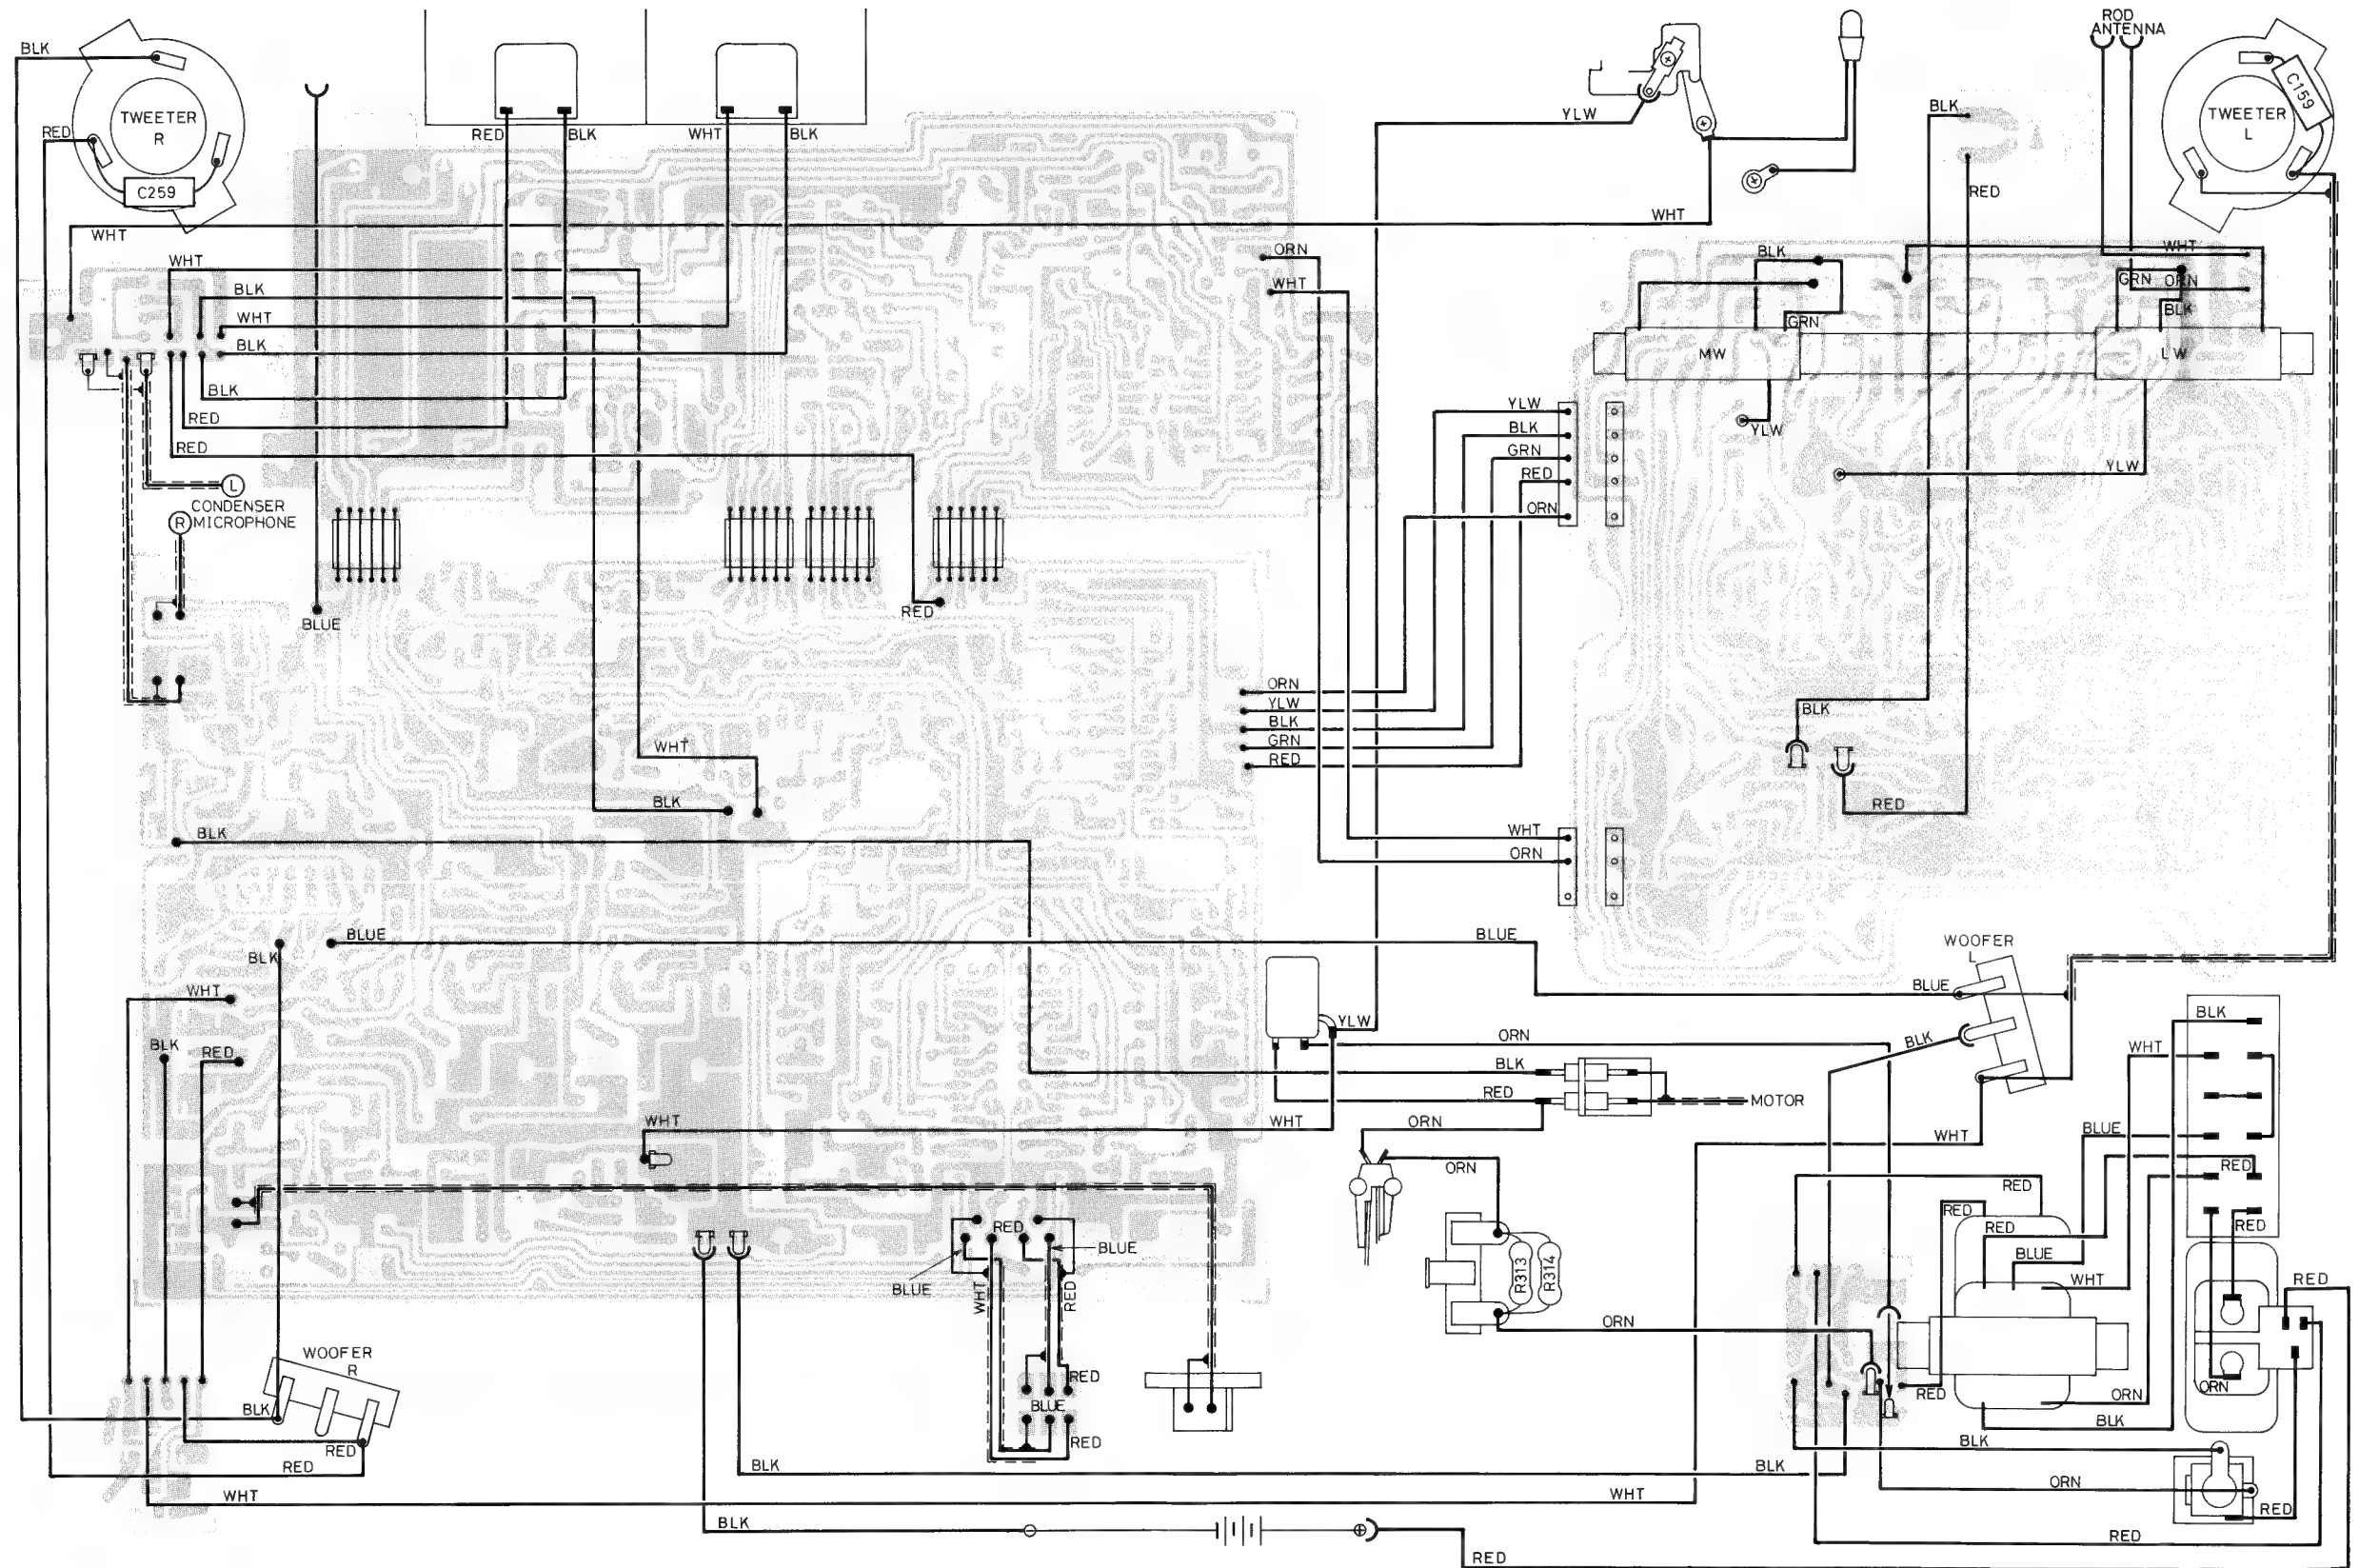 ROD
ANTENNA
BLK
TWEETER
R
RED
C259
RED
BLK
WHT
BLK
YLW
BLK
RED
TWEETER
L
C159
WHT
WHT
WHT
BLK
WHT
BLK
BLK
RED
RED
ORN
WHT
BLK
GRN
MW
YLW
WHT
GRN
ORN
BLK
LW
YLW
YLW
BLK
GRN
RED
ORN
L
CONDENSER
R
MICROPHONE
BLUE
RED
ORN
YLW
BLK
GRN
RED
WHT
BLK
BLK
RED
BLK
WHT
ORN
BLK
BLUE
BLUE
WOOFER
L
BLUE
BLK
WHT
BLK
RED
YLW
ORN
BLK
RED
MOTOR
WHT
WHT
ORN
ORN
WHT
BLK
WHT
BLUE
RED
RED
RED
RED
RED
BLUE
WHT
RED
BLUE
BLUE
WHT
RED
R313
R314
ORN
RED
ORN
RED
ORN
BLK
WOOFER
R
BLK
RED
RED
RED
BLUE
RED
BLK
BLK
BLK
ORN
RED
WHT
WHT
BLK
RED
RED